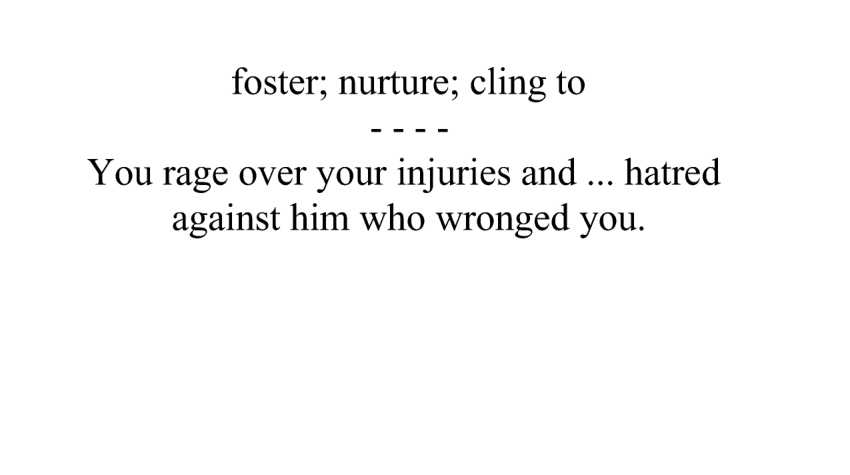 foster; nurture; cling to
- - - -
You rage over your injuries and ... hatred
against him who wronged you.